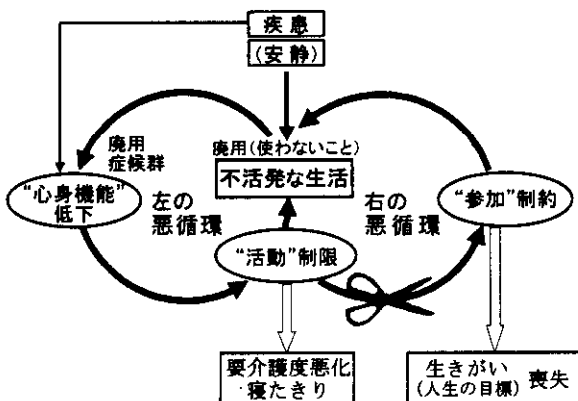 疾患
(安静)
廃用(使わないこと)
不活発な生活
廃用
症候群
"心身機能"
低下
左の
悪循環
右の
悪循環
"参加"制約
"活動"制限
要介護度悪化
寝たきり
生きがい
(人生の目標)
喪失